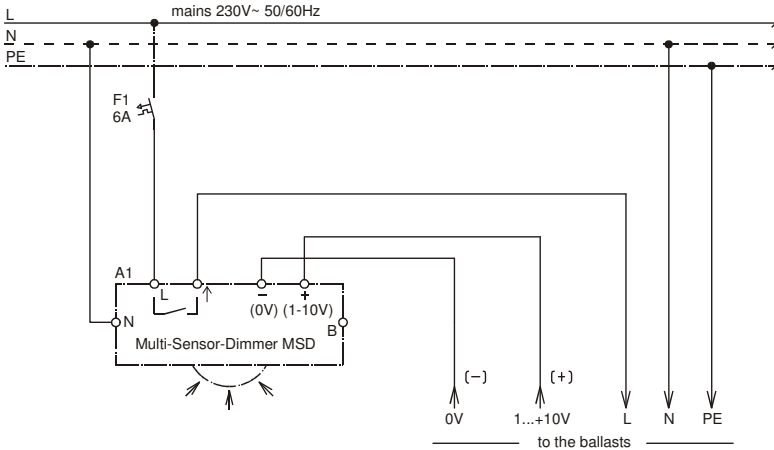 L
mains 230V~ 50/60Hz
N
PE
F1
6A
A1
L
↑
− +
(0V) (1-10V)
N
B
Multi-Sensor-Dimmer MSD
(−) (+)
0V 1...+10V L N PE
to the ballasts